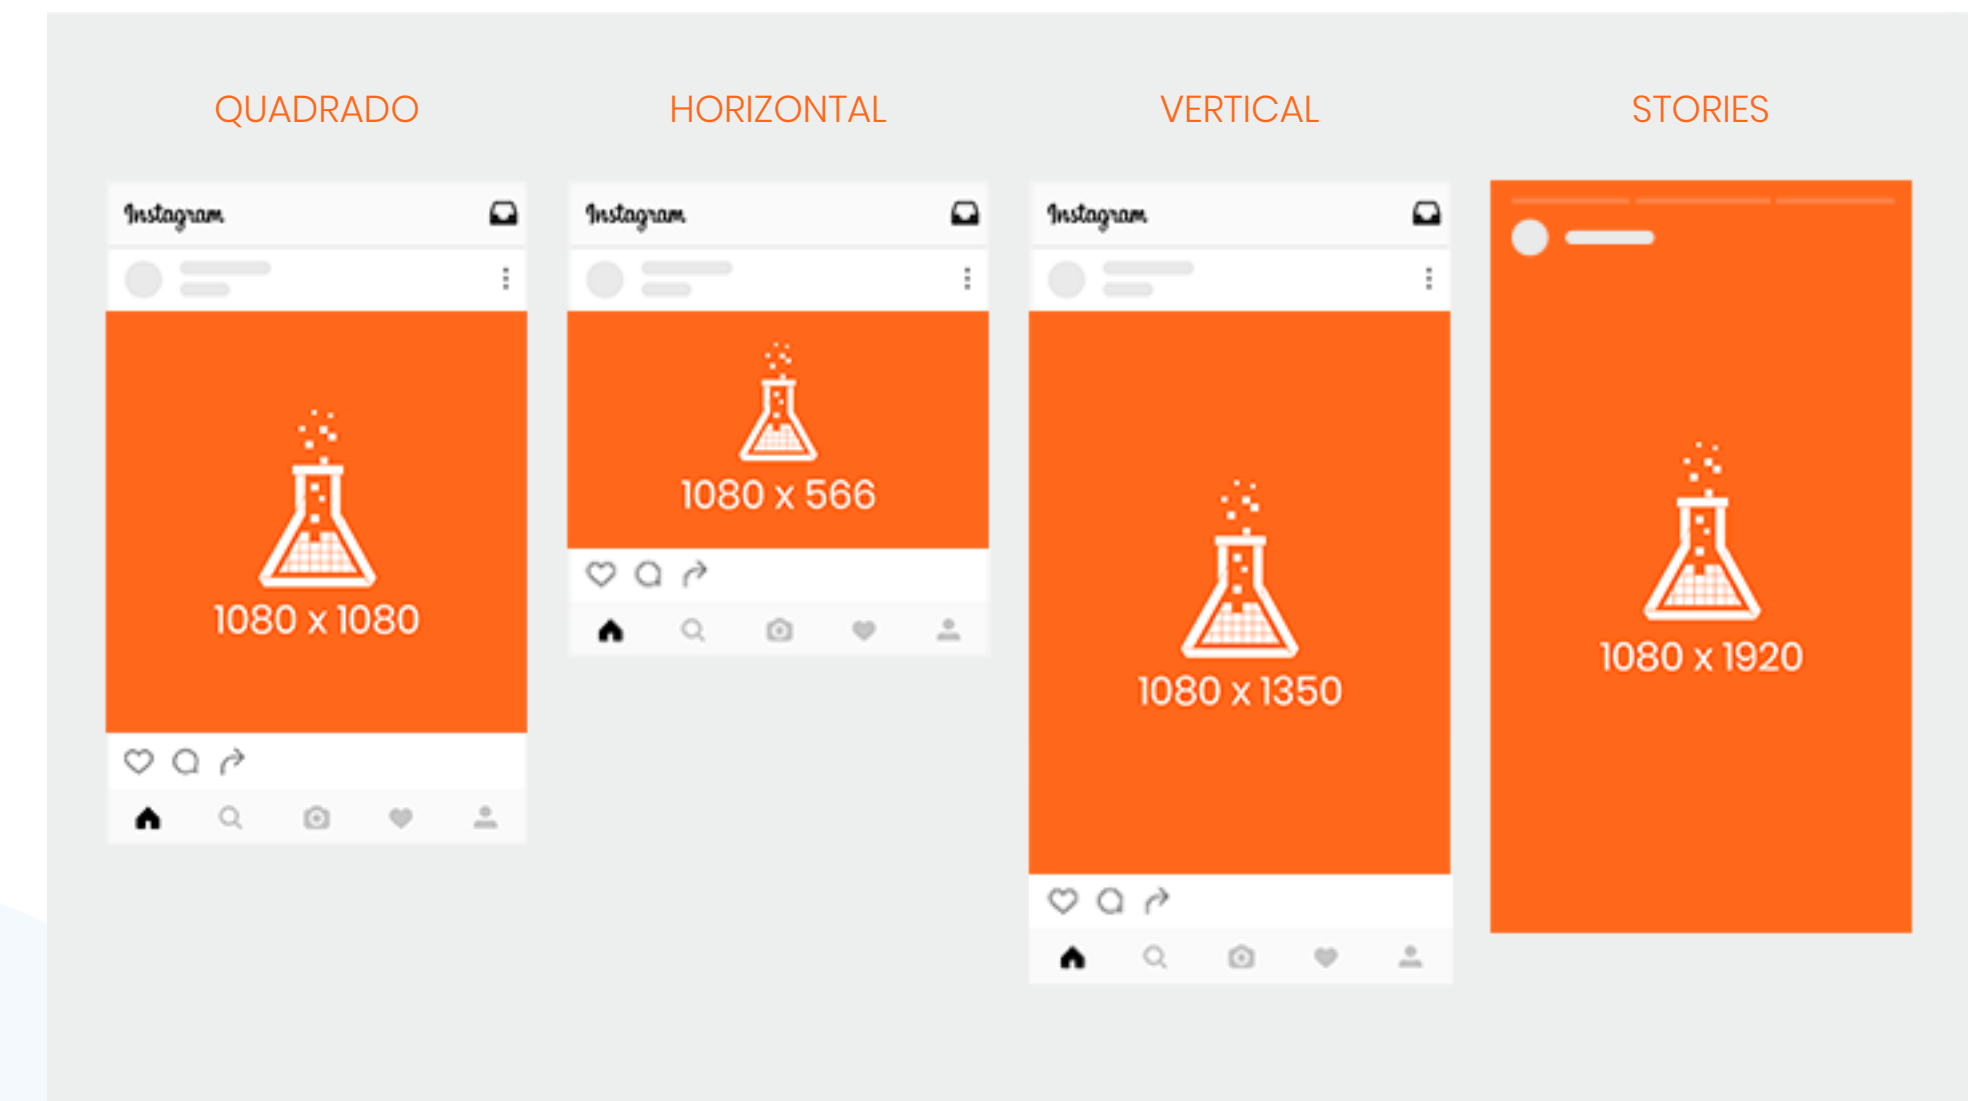 QUADRADO
HORIZONTAL
VERTICAL
STORIES
Instagram
1080 x 1080
Instagram
1080 x 566
Instagram
1080 x 1350
1080 x 1920